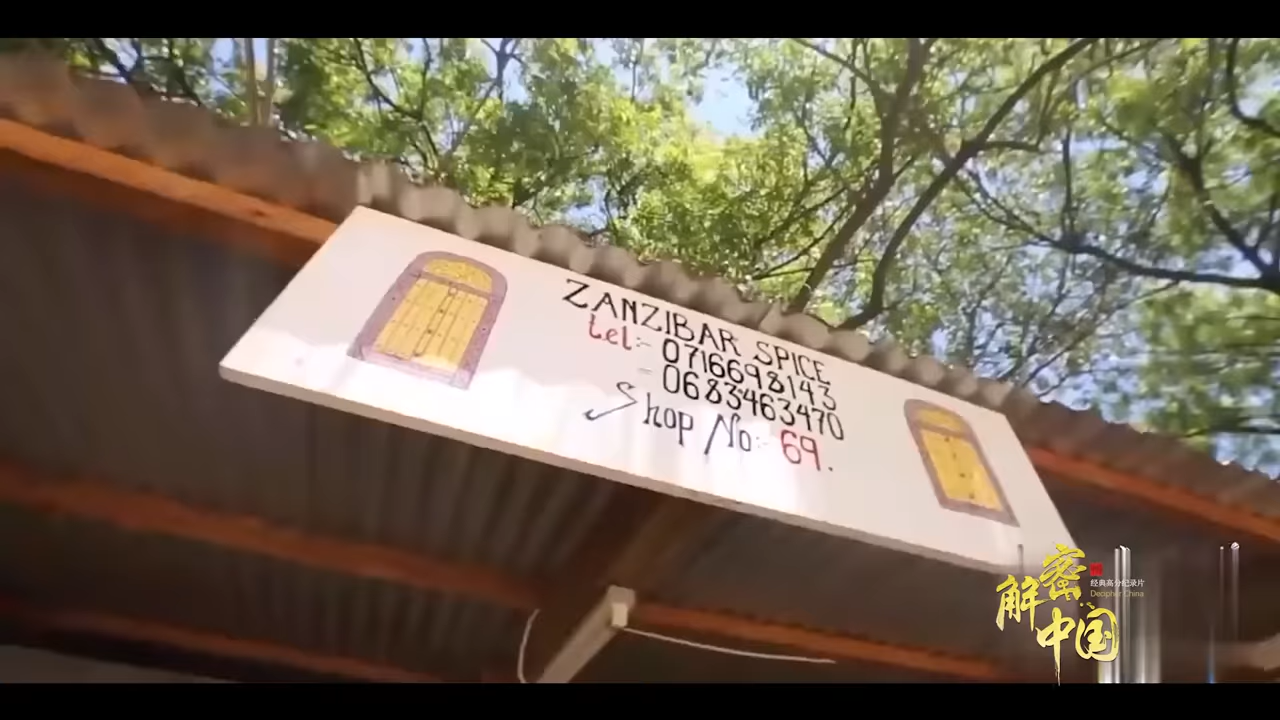 ZANZIBAR SPICE
tel:- 0716698143
- 0683463470
Shop No:- 69.
解密中国
经典高分纪录片
Decipher China